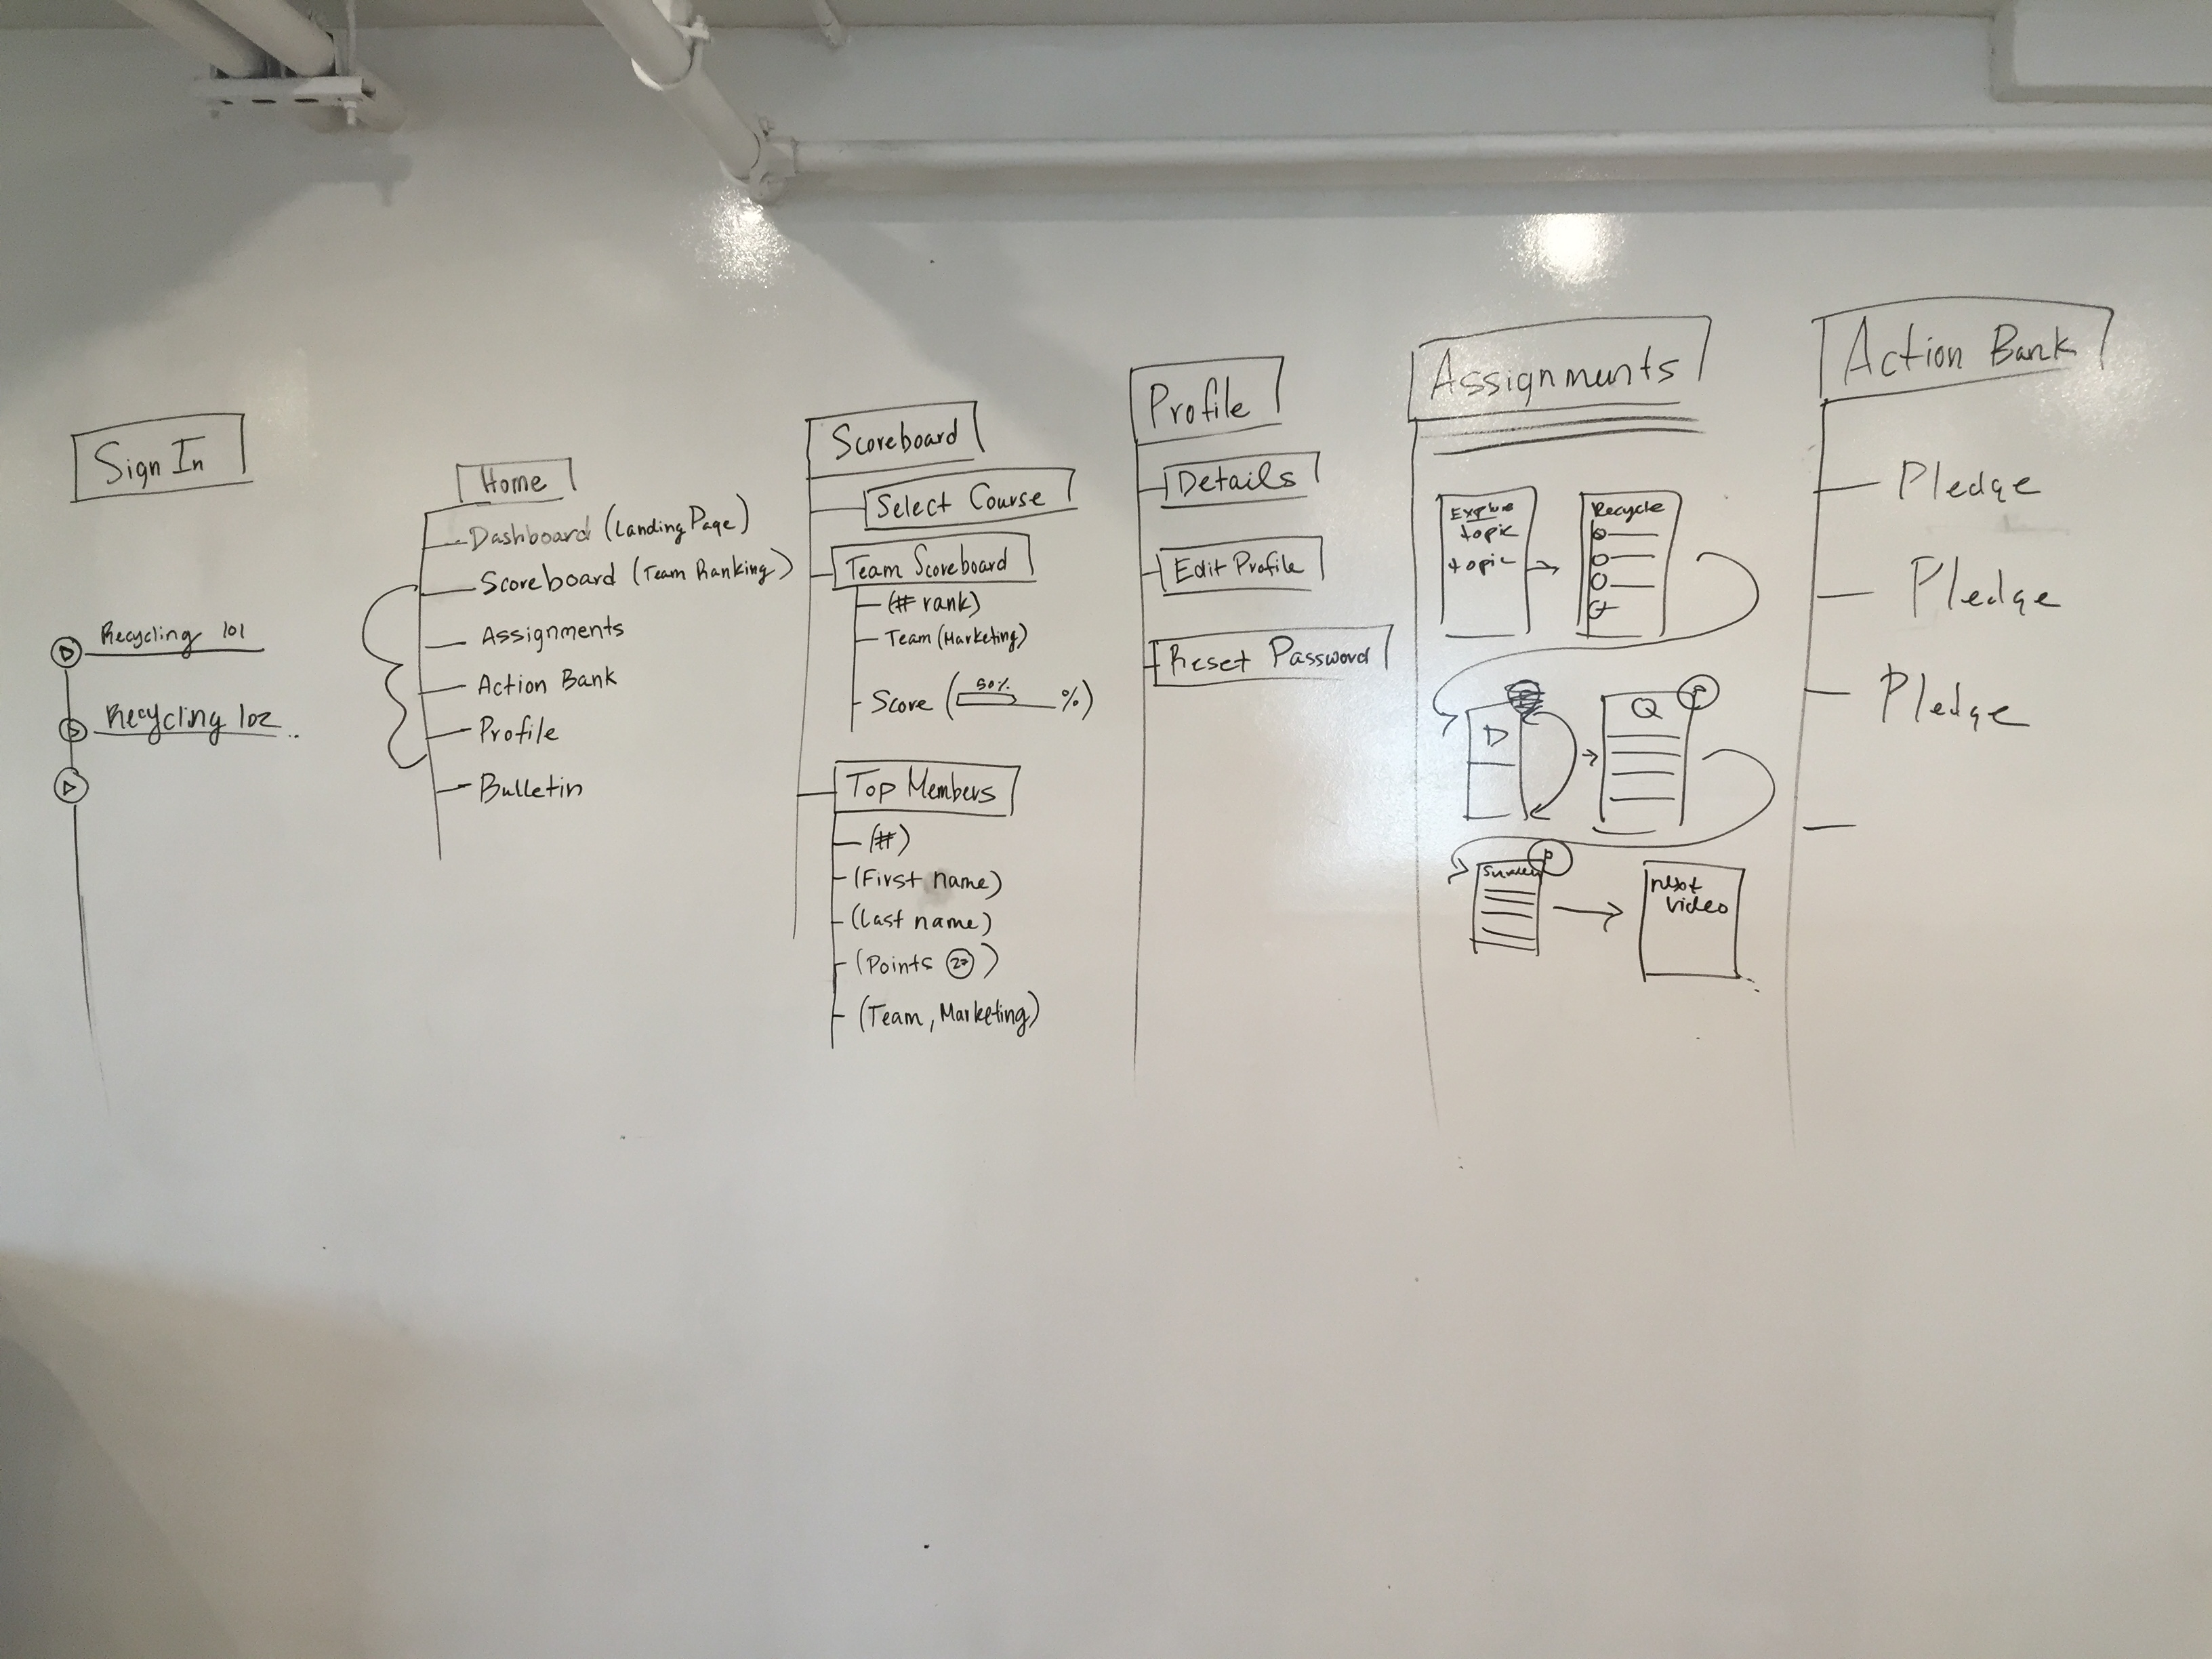 Sign In
Recycling 101
Recycling 102
Home
Dashboard (Landing Page)
Scoreboard (Team Ranking)
Assignments
Action Bank
Profile
Bulletin
Scoreboard
Select Course
Team Scoreboard
(# rank)
Team (Marketing)
Score (50% %)
Top Members
(#)
(First name)
(Last name)
(Points 27)
(Team, Marketing)
Profile
Details
Edit Profile
Reset Password
Assignments
Explore
topic
topic
Recycle
D
Q
P
P
next
video
Action Bank
Pledge
Pledge
Pledge